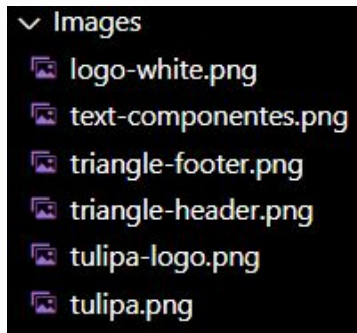 Images
logo-white.png
text-componentes.png
triangle-footer.png
triangle-header.png
tulipa-logo.png
tulipa.png